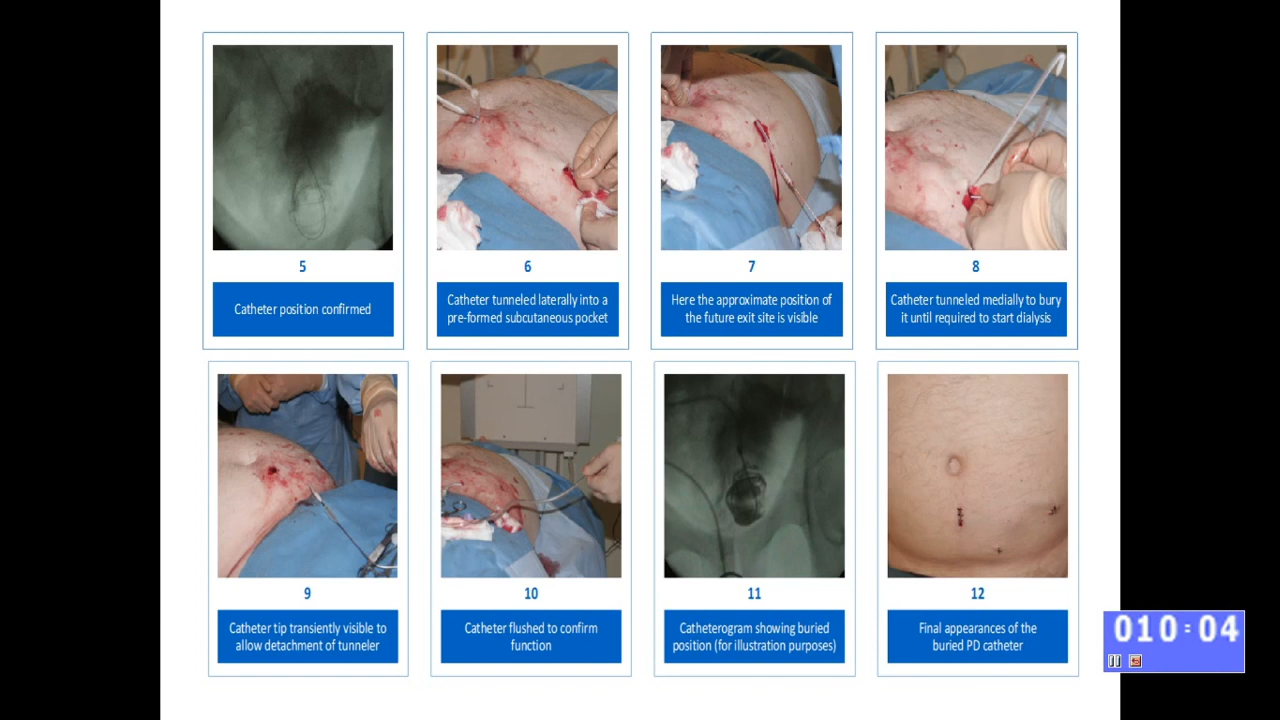 5
Catheter position confirmed
6
Catheter tunneled laterally into a
pre-formed subcutaneous pocket
7
Here the approximate position of
the future exit site is visible
8
Catheter tunneled medially to bury
it until required to start dialysis
9
Catheter tip transiently visible to
allow detachment of tunneler
10
Catheter flushed to confirm
function
11
Catheterogram showing buried
position (for illustration purposes)
12
Final appearances of the
buried PD catheter
010:04